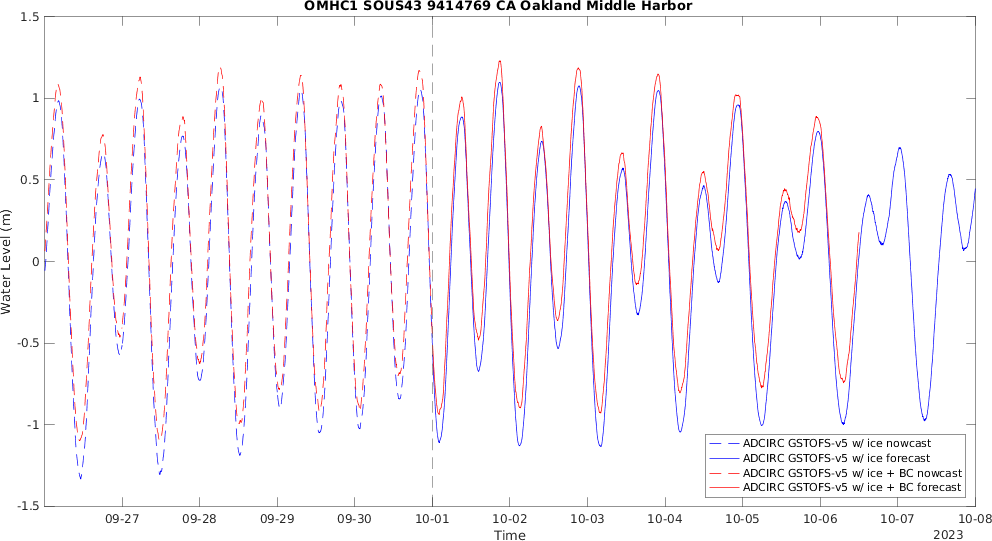 OMHC1 SOUS43 9414769 CA Oakland Middle Harbor
1.5
1
0.5
0
-0.5
-1
-1.5
Water Level (m)
ADCIRC GSTOFS-v5 w/ ice nowcast
ADCIRC GSTOFS-v5 w/ ice forecast
ADCIRC GSTOFS-v5 w/ ice + BC nowcast
ADCIRC GSTOFS-v5 w/ ice + BC forecast
09-27 09-28 09-29 09-30 10-01 10-02 10-03 10-04 10-05 10-06 10-07 10-08
Time
2023